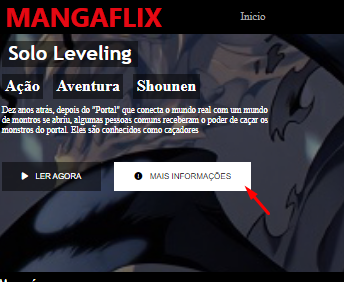 MANGAFLIX
Inicio
Solo Leveling
Ação Aventura Shounen
Dez anos atrás, depois do "Portal" que conecta o mundo real com um mundo
de montros se abriu, algumas pessoas comuns receberam o poder de caçar os
monstros do portal. Eles são conhecidos como caçadores
LER AGORA
MAIS INFORMAÇÕES